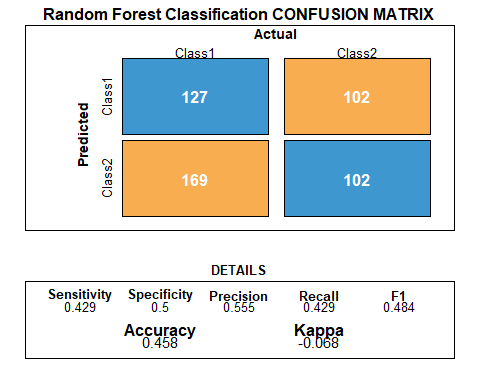 Random Forest Classification CONFUSION MATRIX
Actual
Class1 Class2
Predicted
Class1 127 102
Class2 169 102
DETAILS
Sensitivity Specificity Precision Recall F1
0.429 0.5 0.555 0.429 0.484
Accuracy Kappa
0.458 -0.068